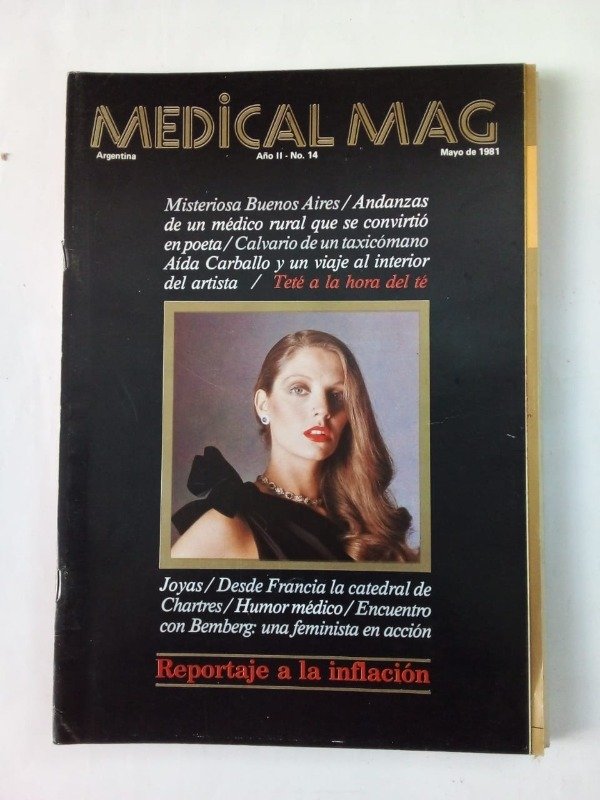 MEDICAL MAG
Argentina Año II - No. 14 Mayo de 1981
Misteriosa Buenos Aires / Andanzas
de un médico rural que se convirtió
en poeta / Calvario de un taxicómano
Aída Carballo y un viaje al interior
del artista / Teté a la hora del té
Joyas / Desde Francia la catedral de
Chartres / Humor médico / Encuentro
con Bemberg: una feminista en acción
Reportaje a la inflación